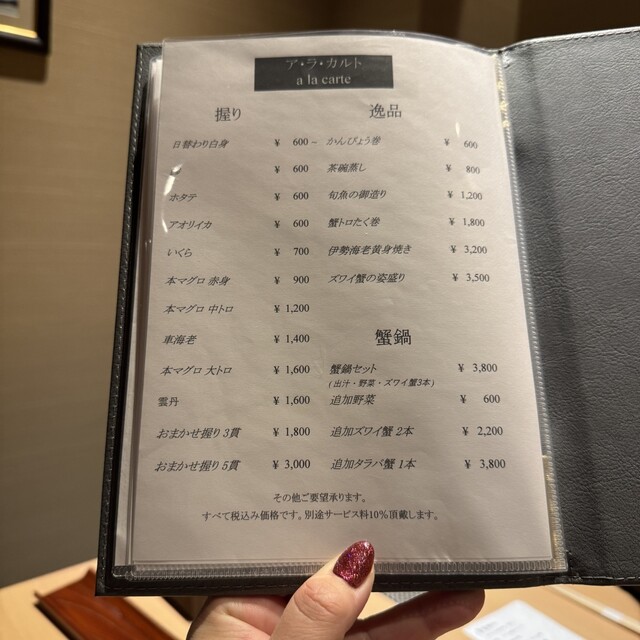 ア・ラ・カルト
a la carte
握り
日替わり白身 ¥ 600～
¥ 600
ホタテ ¥ 600
アオリイカ ¥ 600
いくら ¥ 700
本マグロ 赤身 ¥ 900
本マグロ 中トロ ¥ 1,200
車海老 ¥ 1,400
本マグロ 大トロ ¥ 1,600
雲丹 ¥ 1,600
おまかせ握り 3貫 ¥ 1,800
おまかせ握り 5貫 ¥ 3,000
逸品
かんぴょう巻 ¥ 600
茶碗蒸し ¥ 800
旬魚の御造り ¥ 1,200
蟹トロたく巻 ¥ 1,800
伊勢海老黄身焼き ¥ 3,200
ズワイ蟹の姿盛り ¥ 3,500
蟹鍋
蟹鍋セット ¥ 3,800
(出汁・野菜・ズワイ蟹3本)
追加野菜 ¥ 600
追加ズワイ蟹 2本 ¥ 2,200
追加タラバ蟹 1本 ¥ 3,800
その他ご要望承ります。
すべて税込み価格です。別途サービス料10%頂戴します。